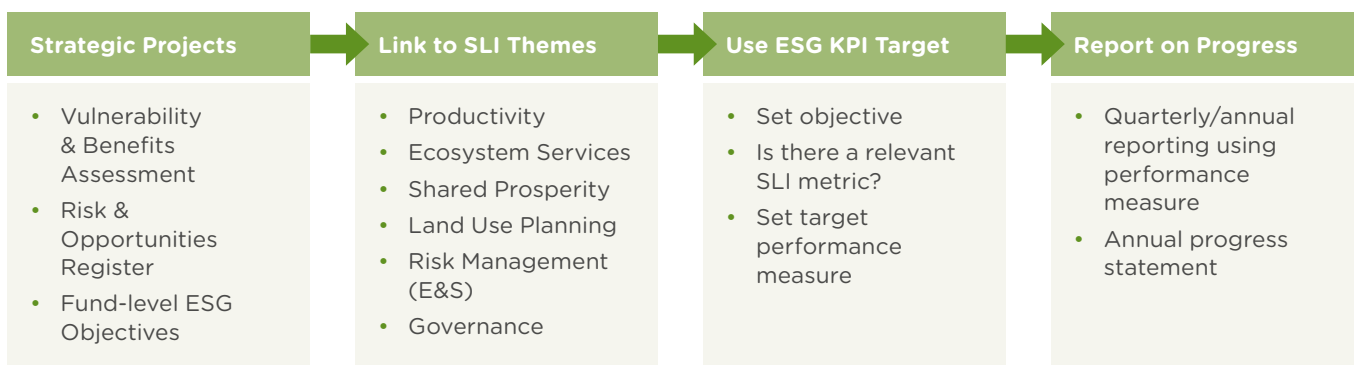 Strategic Projects
• Vulnerability
& Benefits
Assessment
• Risk &
Opportunities
Register
• Fund-level ESG
Objectives
Link to SLI Themes
• Productivity
• Ecosystem Services
• Shared Prosperity
• Land Use Planning
• Risk Management
(E&S)
• Governance
Use ESG KPI Target
• Set objective
• Is there a relevant
SLI metric?
• Set target
performance
measure
Report on Progress
• Quarterly/annual
reporting using
performance
measure
• Annual progress
statement